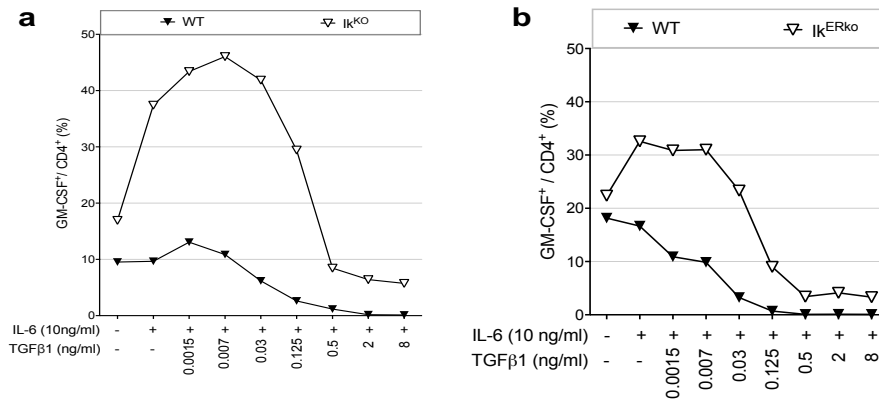 a
WT
Ik^KO
50
40
30
20
10
0
GM-CSF⁺/ CD4⁺ (%)
IL-6 (10ng/ml) - + + + + + + + +
TGFβ1 (ng/ml) - - 0.0015 0.007 0.03 0.125 0.5 2 8
b
WT
Ik^ERko
50
40
30
20
10
0
GM-CSF⁺/ CD4⁺ (%)
IL-6 (10 ng/ml) - + + + + + + + +
TGFβ1 (ng/ml) - - 0.0015 0.007 0.03 0.125 0.5 2 8